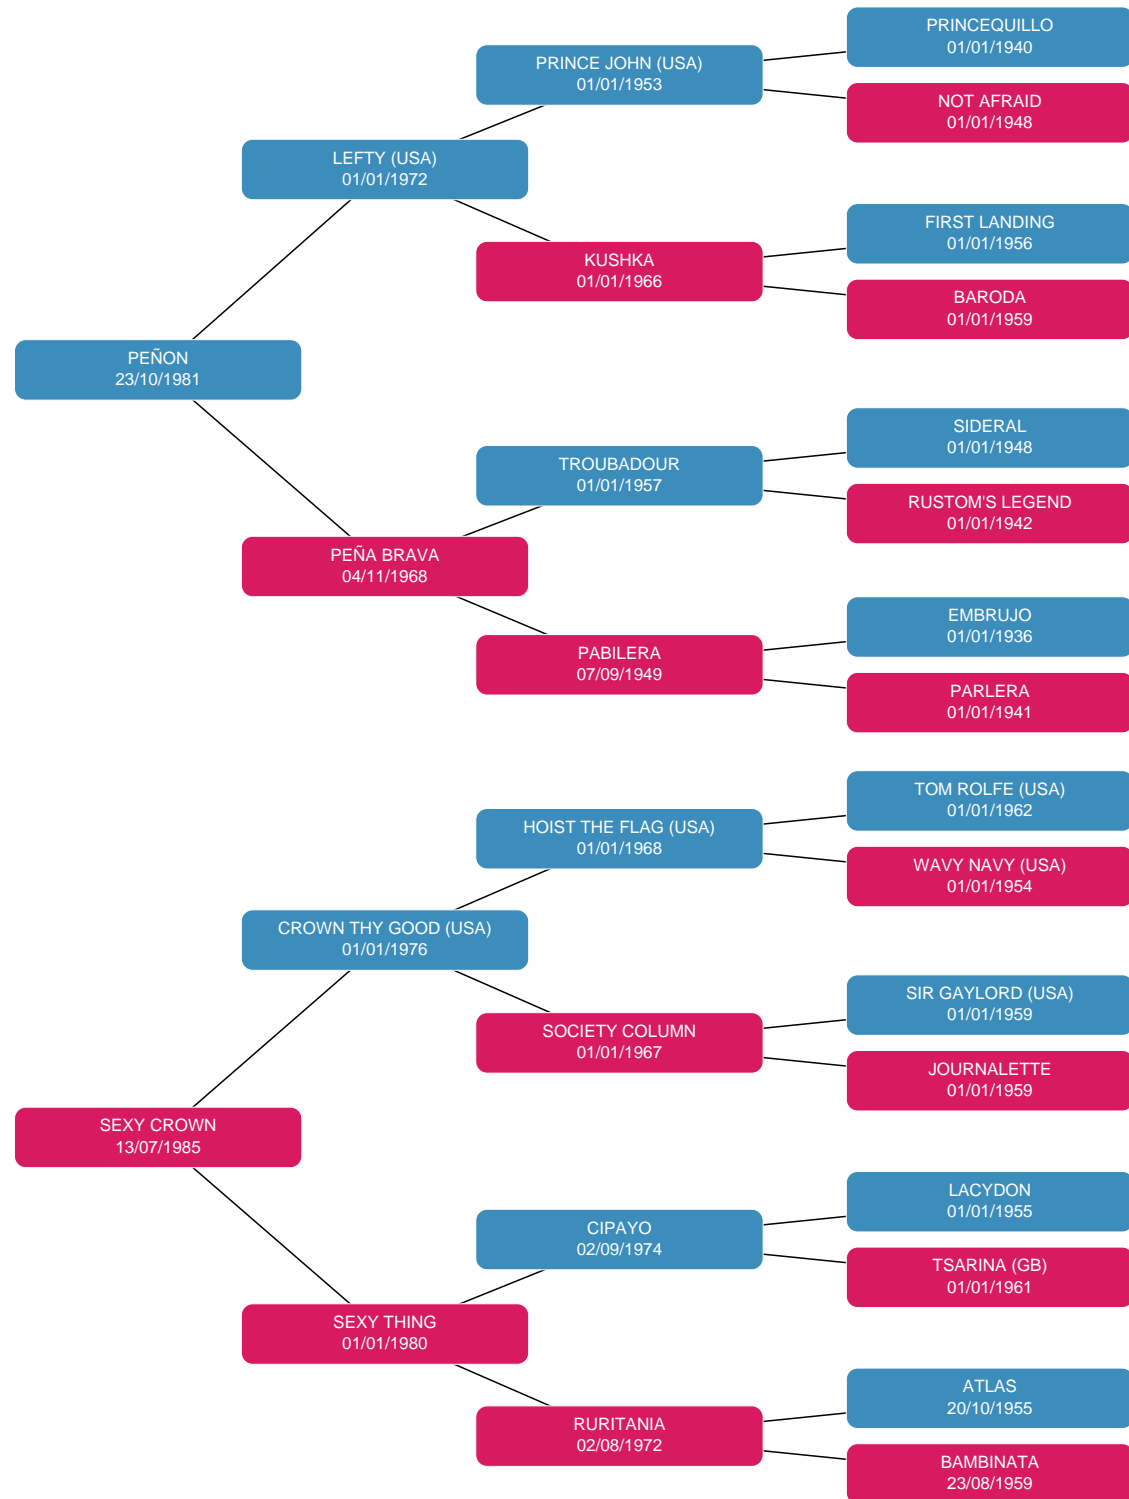 PRINCEQUILLO
01/01/1940
PRINCE JOHN (USA)
01/01/1953
NOT AFRAID
01/01/1948
LEFTY (USA)
01/01/1972
FIRST LANDING
01/01/1956
KUSHKA
01/01/1966
BARODA
01/01/1959
PEÑON
23/10/1981
SIDERAL
01/01/1948
TROUBADOUR
01/01/1957
RUSTOM'S LEGEND
01/01/1942
PEÑA BRAVA
04/11/1968
EMBRUJO
01/01/1936
PABILERA
07/09/1949
PARLERA
01/01/1941
TOM ROLFE (USA)
01/01/1962
HOIST THE FLAG (USA)
01/01/1968
WAVY NAVY (USA)
01/01/1954
CROWN THY GOOD (USA)
01/01/1976
SIR GAYLORD (USA)
01/01/1959
SOCIETY COLUMN
01/01/1967
JOURNALETTE
01/01/1959
SEXY CROWN
13/07/1985
LACYDON
01/01/1955
CIPAYO
02/09/1974
TSARINA (GB)
01/01/1961
SEXY THING
01/01/1980
ATLAS
20/10/1955
RURITANIA
02/08/1972
BAMBINATA
23/08/1959